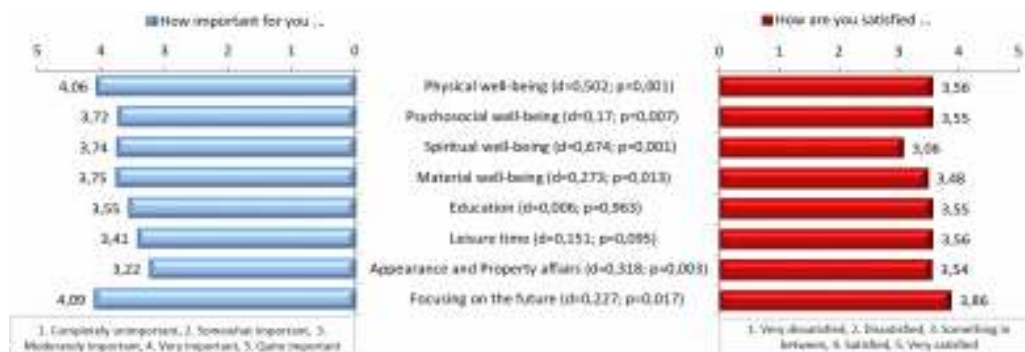 How important for you ...
How are you satisfied ...
5 4 3 2 1 0
0 1 2 3 4 5
4,06 Physical well-being (d=0,502; p=0,001) 3,56
3,72 Psychosocial well-being (d=0,17; p=0,007) 3,55
3,74 Spiritual well-being (d=0,674; p=0,001) 3,06
3,75 Material well-being (d=0,273; p=0,013) 3,48
3,55 Education (d=0,006; p=0,963) 3,55
3,41 Leisure time (d=0,151; p=0,095) 3,56
3,22 Appearance and Property affairs (d=0,318; p=0,003) 3,54
4,09 Focusing on the future (d=0,227; p=0,017) 3,86
1. Completely unimportant, 2. Somewhat important, 3.
Moderately important, 4. Very important, 5. Quite important
1. Very dissatisfied, 2. Dissatisfied, 3. Something in
between, 4. Satisfied, 5. Very satisfied